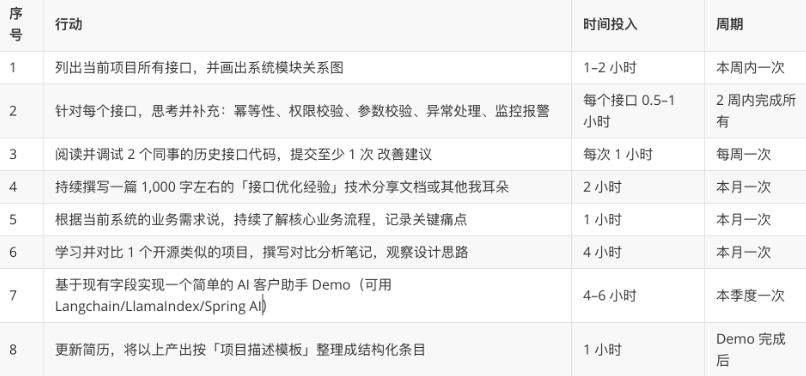 序号 行动 时间投入 周期
1 列出当前项目所有接口，并画出系统模块关系图 1–2 小时 本周内一次
2 针对每个接口，思考并补充：幂等性、权限校验、参数校验、异常处理、监控报警 每个接口 0.5–1 小时 2 周内完成所有
3 阅读并调试 2 个同事的历史接口代码，提交至少 1 次 改善建议 每次 1 小时 每周一次
4 持续撰写一篇 1,000 字左右的「接口优化经验」技术分享文档或其他我耳朵 2 小时 本月一次
5 根据当前系统的业务需求说，持续了解核心业务流程，记录关键痛点 1 小时 本月一次
6 学习并对比 1 个开源类似的项目，撰写对比分析笔记，观察设计思路 4 小时 本月一次
7 基于现有字段实现一个简单的 AI 客户助手 Demo（可用 Langchain/LlamaIndex/Spring AI） 4–6 小时 本季度一次
8 更新简历，将以上产出按「项目描述模板」整理成结构化条目 1 小时 Demo 完成后